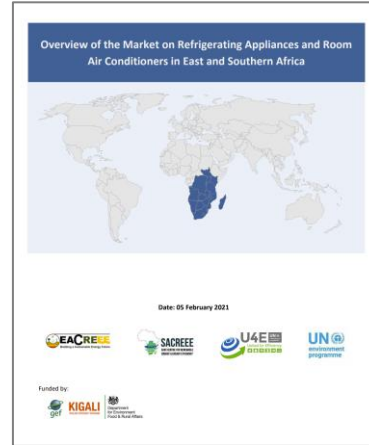 Overview of the Market on Refrigerating Appliances and Room
Air Conditioners in East and Southern Africa
Date: 05 February 2021
EACREEE
SACREEE
U4E
UN
environment
programme
Funded by:
gef
KIGALI
Department
for Environment
Food & Rural Affairs